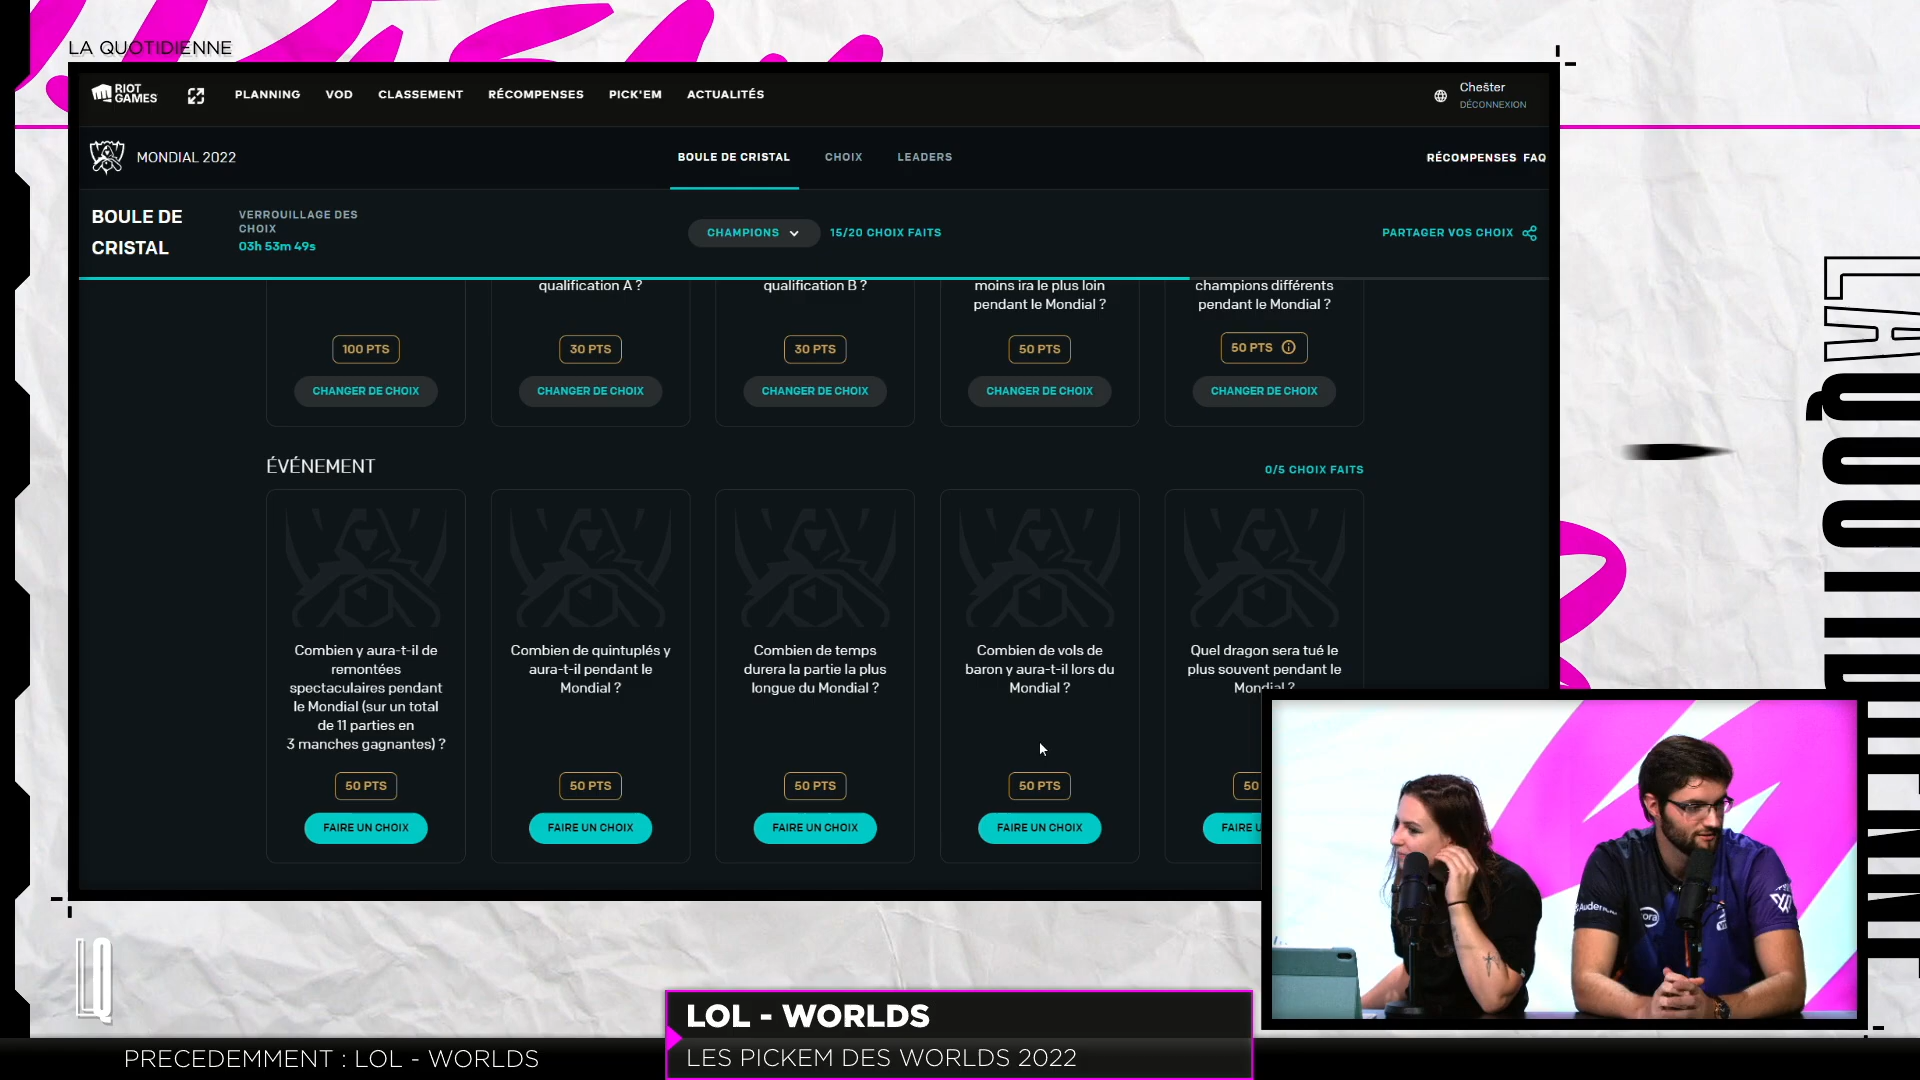 LA QUOTIDIENNE
RIOT
GAMES
PLANNING
VOD
CLASSEMENT
RÉCOMPENSES
PICK'EM
ACTUALITÉS
Chešter
DÉCONNEXION
MONDIAL 2022
BOULE DE CRISTAL
CHOIX
LEADERS
RÉCOMPENSES FAQ
BOULE DE
CRISTAL
VERROUILLAGE DES
CHOIX
03h 53m 49s
CHAMPIONS
15/20 CHOIX FAITS
PARTAGER VOS CHOIX
qualification A ?
100 PTS
CHANGER DE CHOIX
30 PTS
CHANGER DE CHOIX
qualification B ?
30 PTS
CHANGER DE CHOIX
moins ira le plus loin
pendant le Mondial ?
50 PTS
CHANGER DE CHOIX
champions différents
pendant le Mondial ?
50 PTS
CHANGER DE CHOIX
ÉVÉNEMENT
0/5 CHOIX FAITS
Combien y aura-t-il de
remontées
spectaculaires pendant
le Mondial (sur un total
de 11 parties en
3 manches gagnantes) ?
50 PTS
FAIRE UN CHOIX
Combien de quintuplés y
aura-t-il pendant le
Mondial ?
50 PTS
FAIRE UN CHOIX
Combien de temps
durera la partie la plus
longue du Mondial ?
50 PTS
FAIRE UN CHOIX
Combien de vols de
baron y aura-t-il lors du
Mondial ?
50 PTS
FAIRE UN CHOIX
Quel dragon sera tué le
plus souvent pendant le
Mondial ?
50
FAIRE U
LQ
LOL - WORLDS
LES PICKEM DES WORLDS 2022
PRECEDEMMENT : LOL - WORLDS